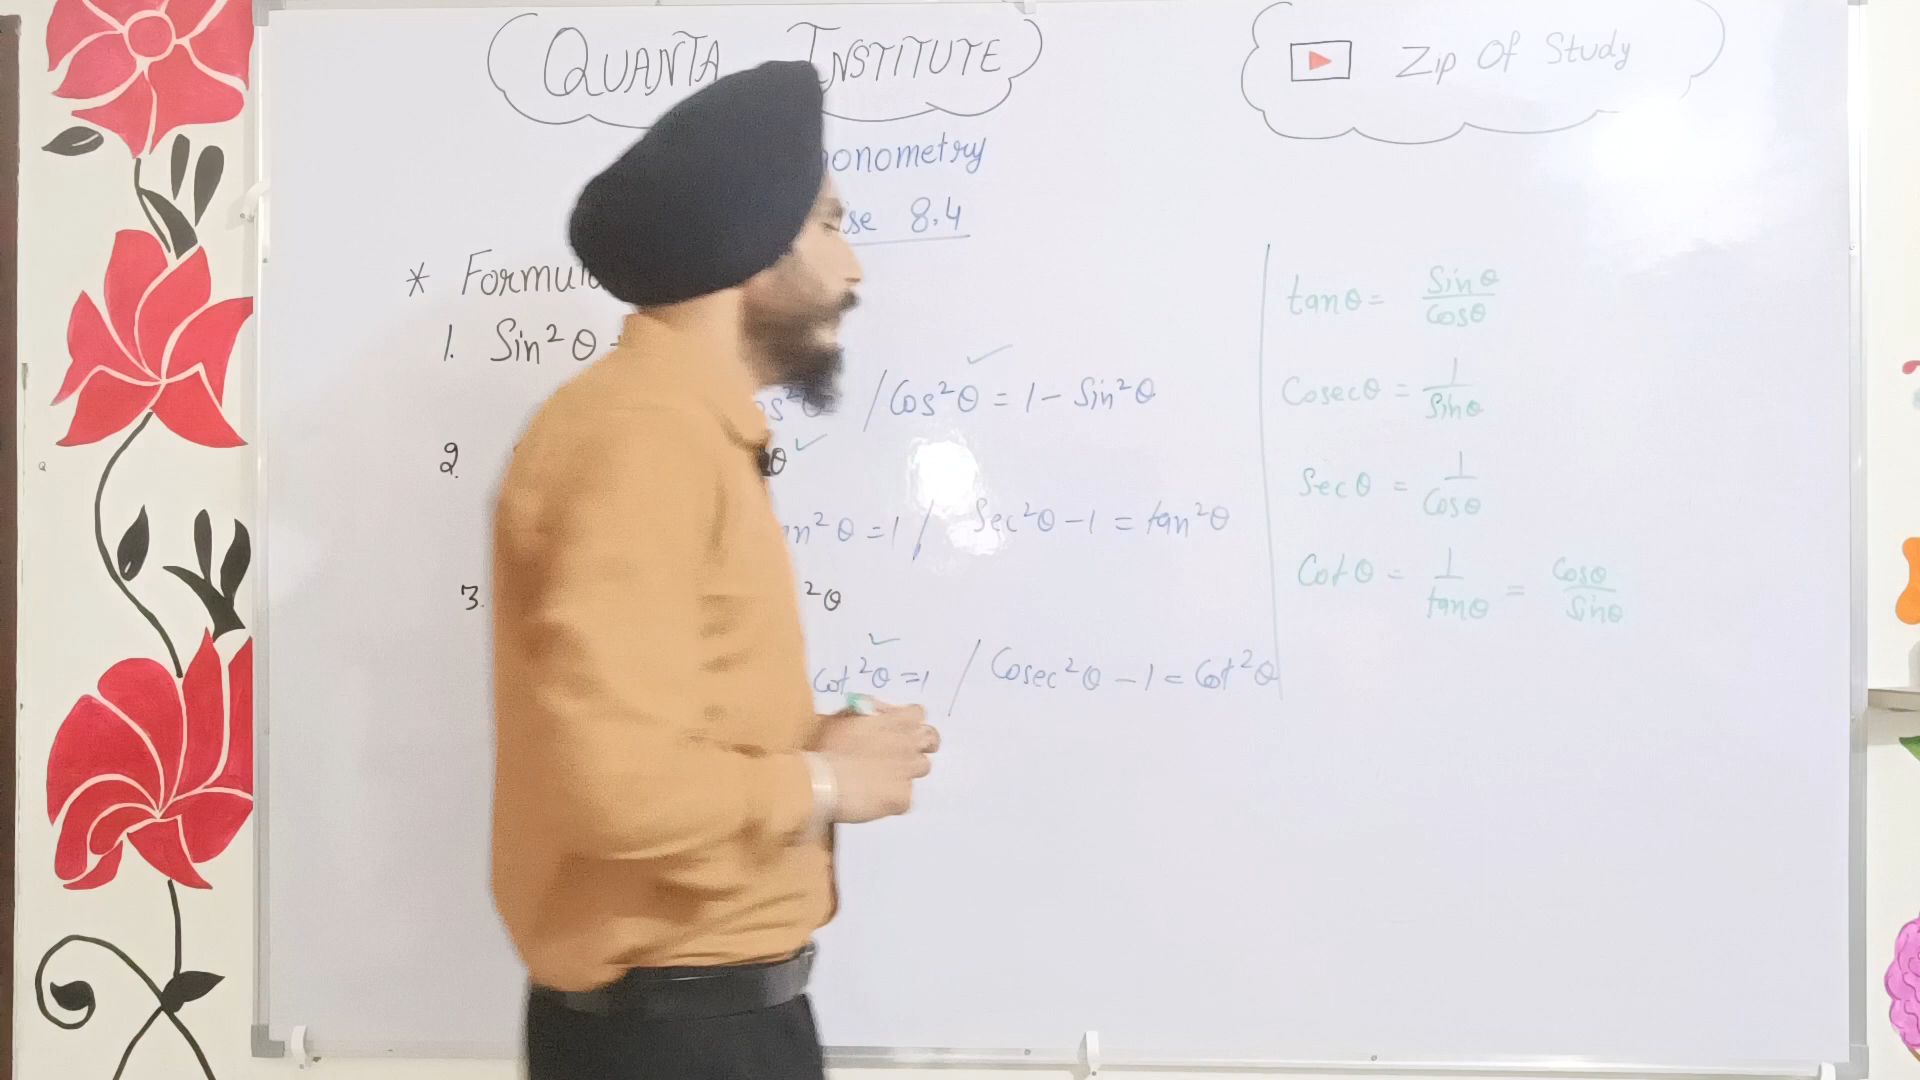 QUANTA INSTITUTE
Zip Of Study
onometry
ise 8.4
* Formul
1. Sin²θ
os²θ / Cos²θ = 1 - Sin²θ
2. θ
an²θ = 1 / Sec²θ - 1 = tan²θ
3. ²θ
Cot²θ = 1 / Cosec²θ - 1 = Cot²θ
tanθ = Sinθ/Cosθ
Cosecθ = 1/Sinθ
Secθ = 1/Cosθ
Cotθ = 1/tanθ = Cosθ/Sinθ